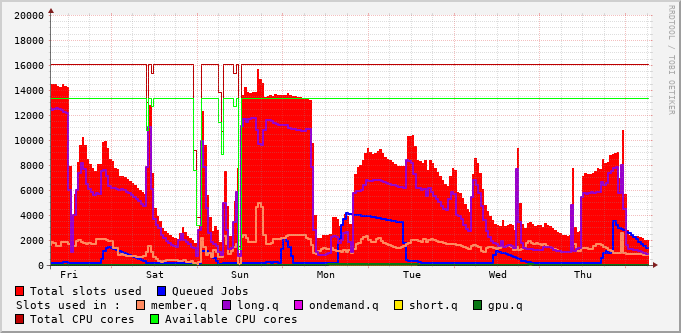 20000
18000
16000
14000
12000
10000
8000
6000
4000
2000
0
Fri Sat Sun Mon Tue Wed Thu
RRDTOOL / TOBI OETIKER
Total slots used Queued Jobs
Slots used in : member.q long.q ondemand.q short.q gpu.q
Total CPU cores Available CPU cores